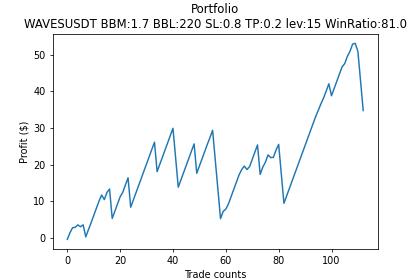 Portfolio
WAVESUSDT BBM:1.7 BBL:220 SL:0.8 TP:0.2 lev:15 WinRatio:81.0
Profit ($)
50
40
30
20
10
0
0 20 40 60 80 100
Trade counts